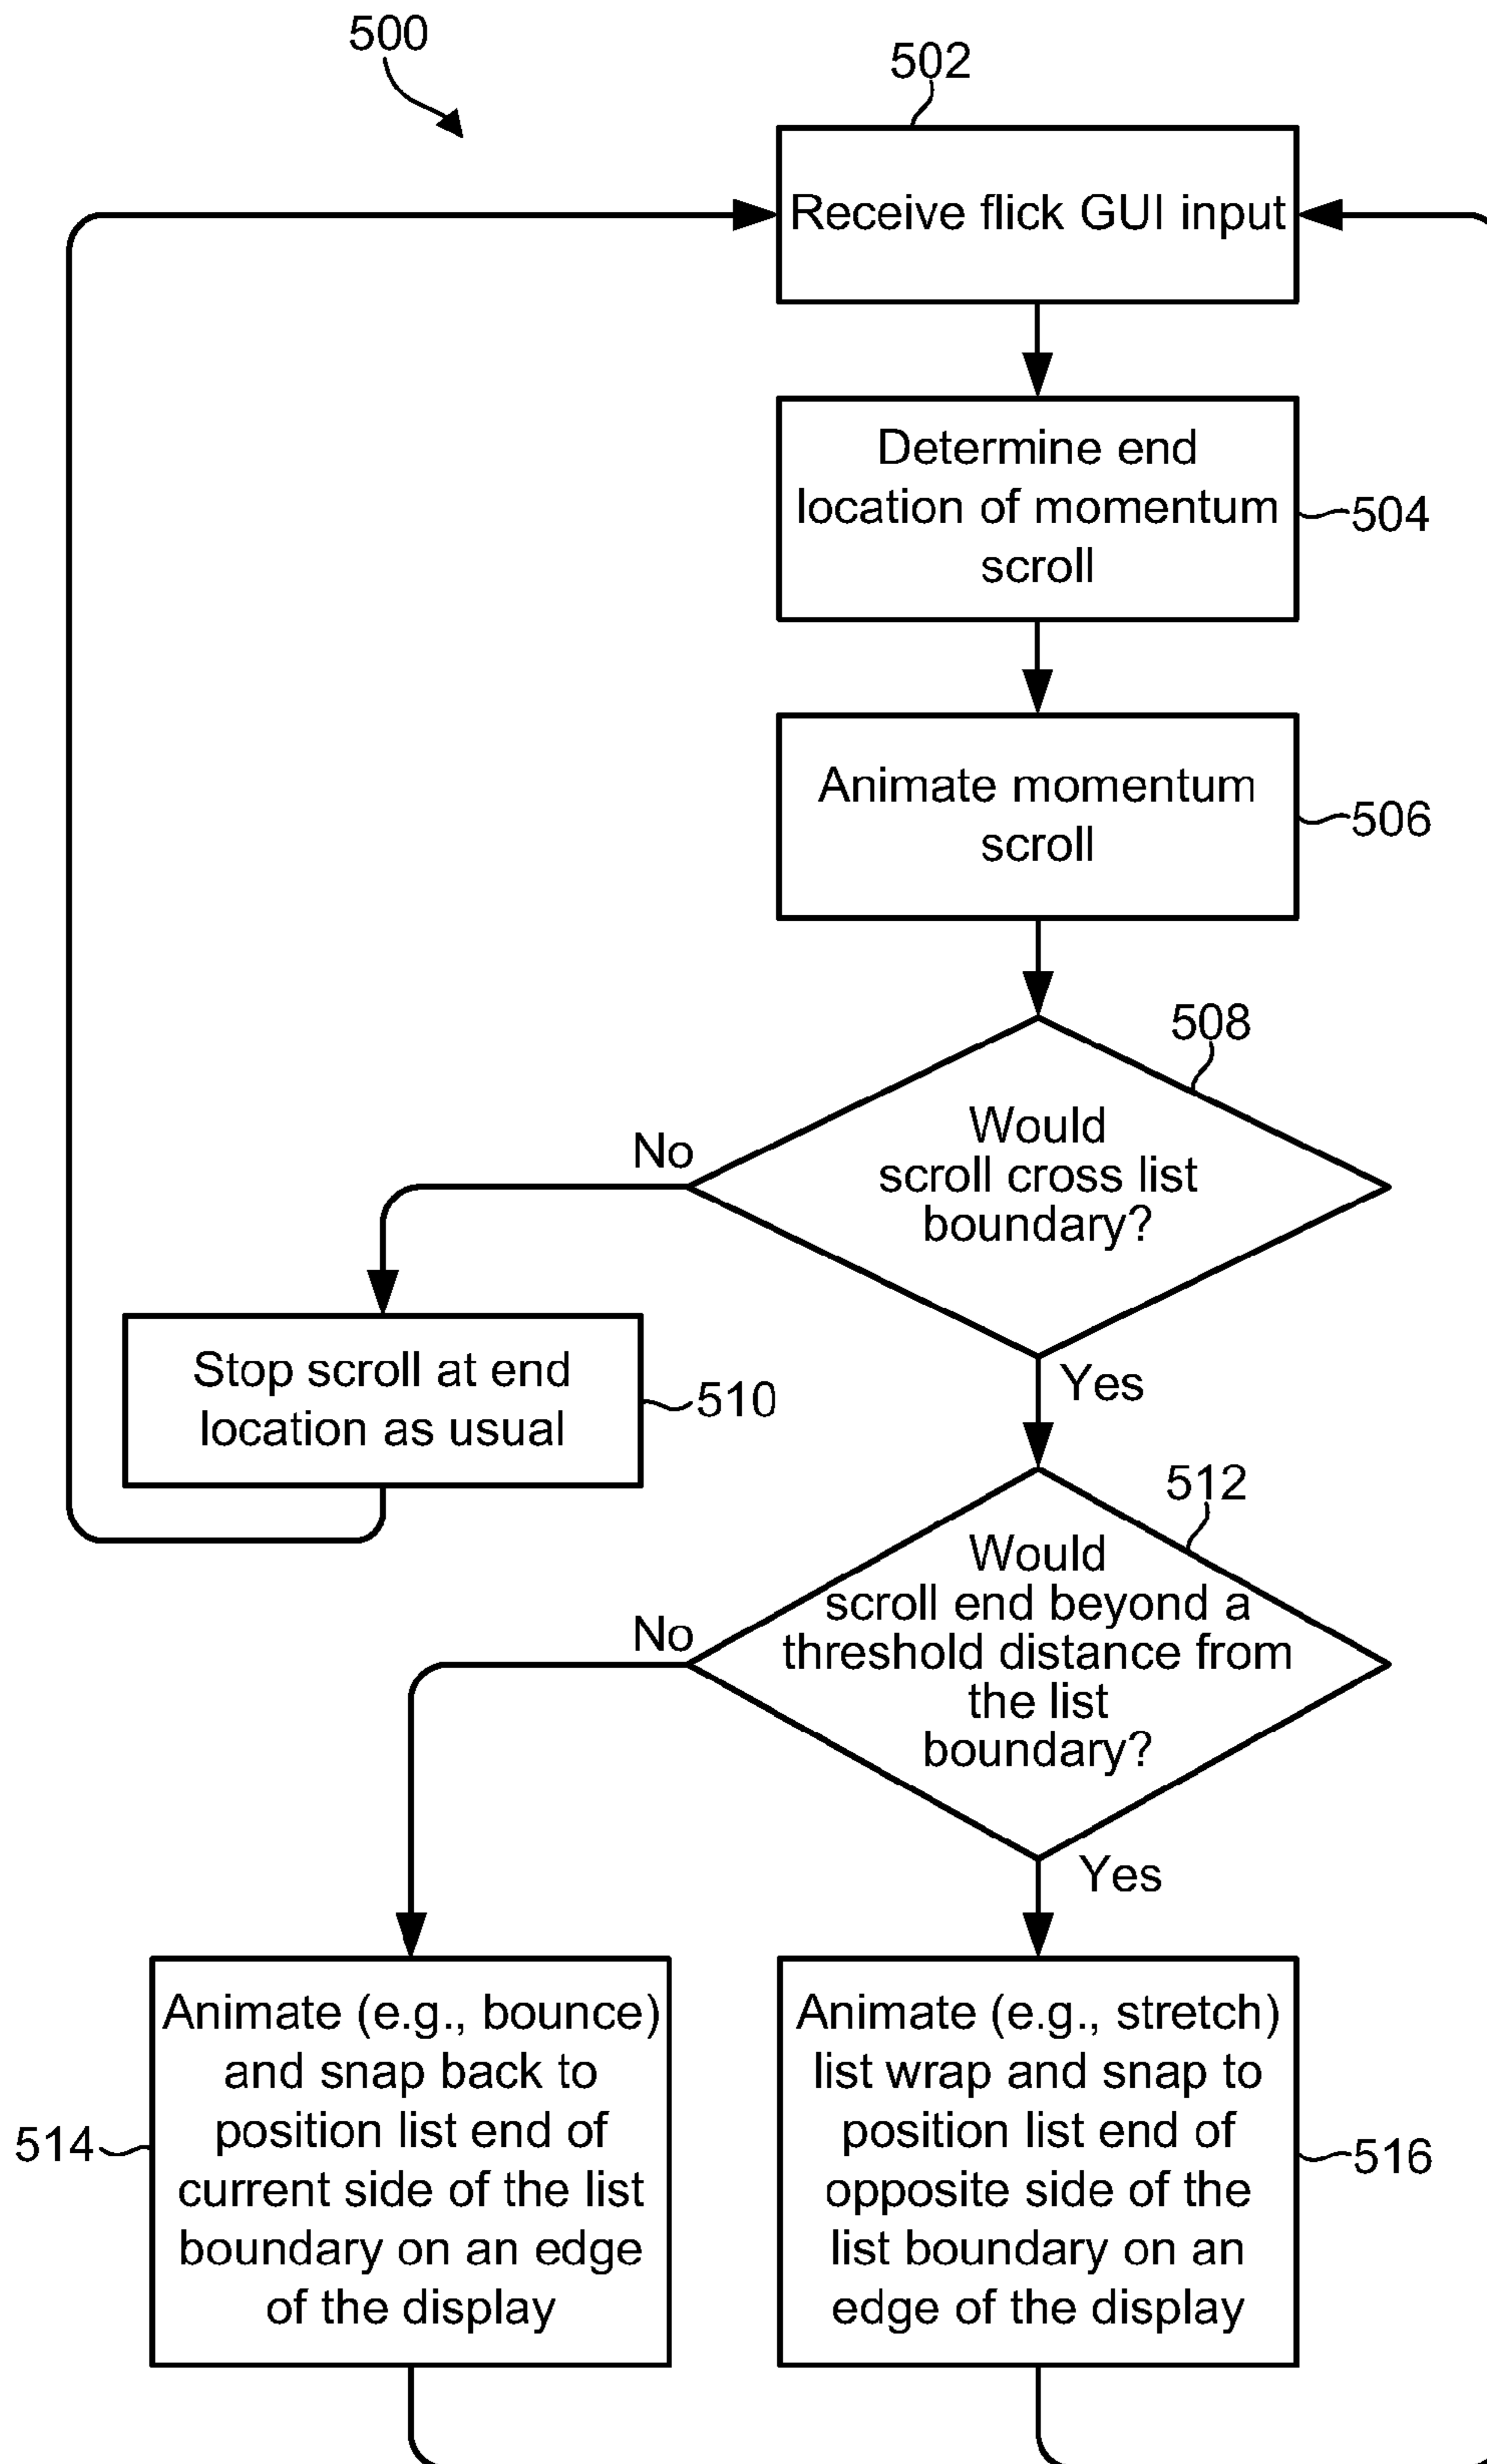 500
502
Receive flick GUI input
Determine end
location of momentum
scroll
504
Animate momentum
scroll
506
508
Would
scroll cross list
boundary?
No
Yes
Stop scroll at end
location as usual
510
512
Would
scroll end beyond a
threshold distance from
the list
boundary?
No
Yes
Animate (e.g., bounce)
and snap back to
position list end of
current side of the list
boundary on an edge
of the display
514
Animate (e.g., stretch)
list wrap and snap to
position list end of
opposite side of the
list boundary on an
edge of the display
516